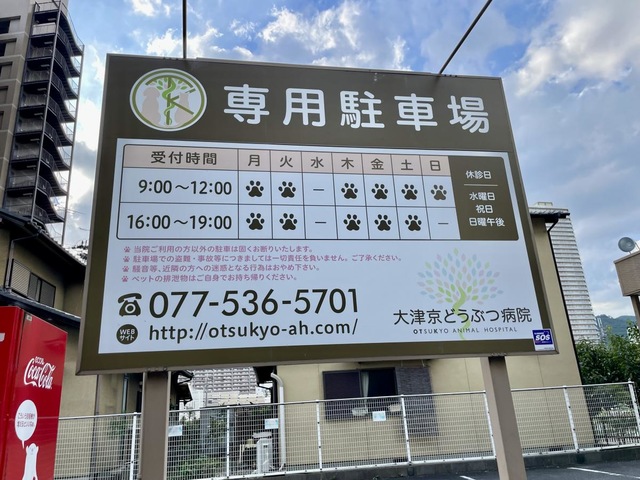 専用駐車場
受付時間 月 火 水 木 金 土 日 休診日
9:00～12:00 － 水曜日
祝日
16:00～19:00 － － 日曜午後
当院ご利用の方以外の駐車は固くお断りいたします。
駐車場での盗難・事故等につきましては一切責任を負いません。ご了承ください。
騒音等、近隣の方への迷惑となる行為はおやめ下さい。
ペットの排泄物はご自身でお持ち帰りください。
077-536-5701
WEB サイト http://otsukyo-ah.com/
大津京どうぶつ病院
OTSUKYO ANIMAL HOSPITAL
SOS
Coca-Cola